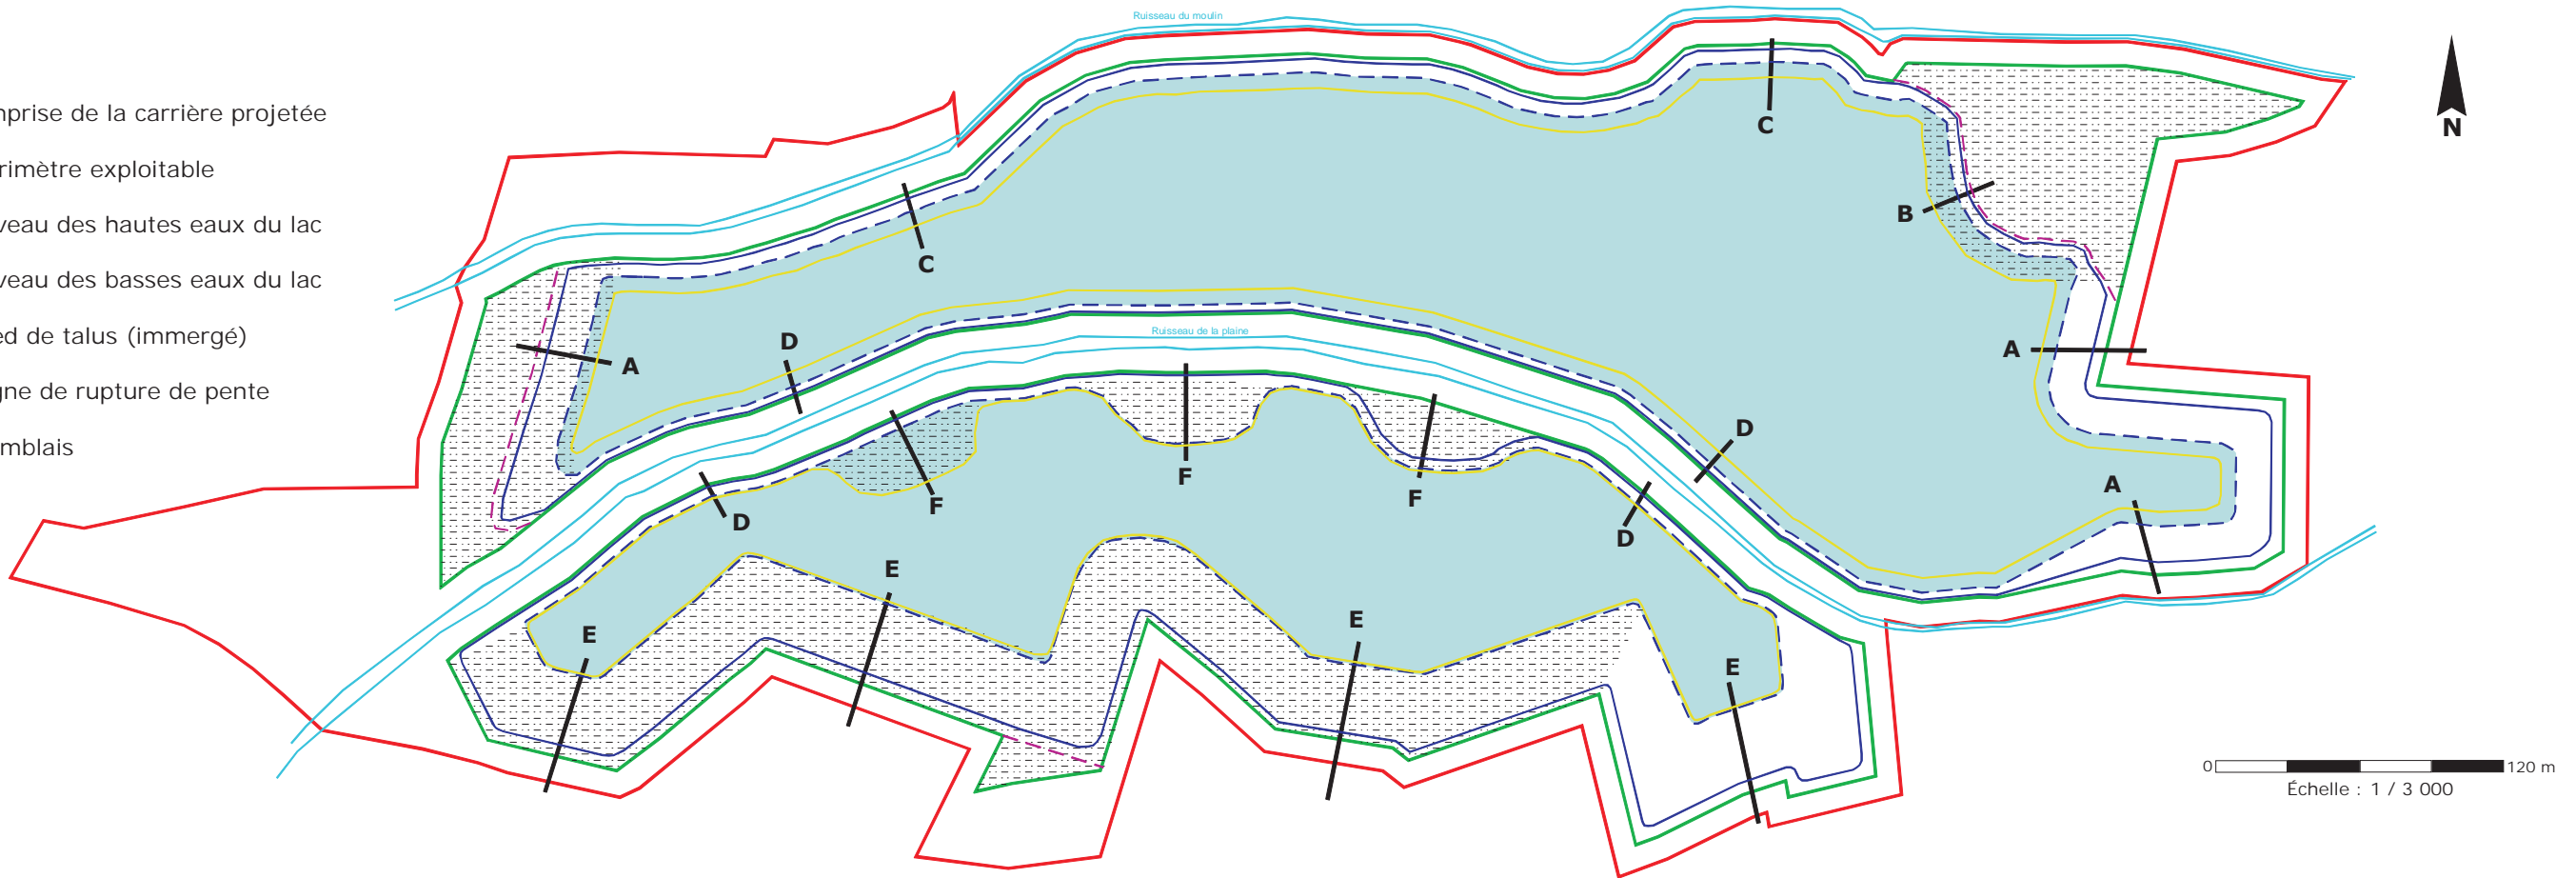 Ruisseau du moulin
mprise de la carrière projetée
rimètre exploitable
veau des hautes eaux du lac
veau des basses eaux du lac
ed de talus (immergé)
gne de rupture de pente
mblais
N
C
B
C
A
D
A
Ruisseau de la plaine
D
A
F
F
F
D
D
E
E
E
E
0
120 m
Échelle : 1 / 3 000